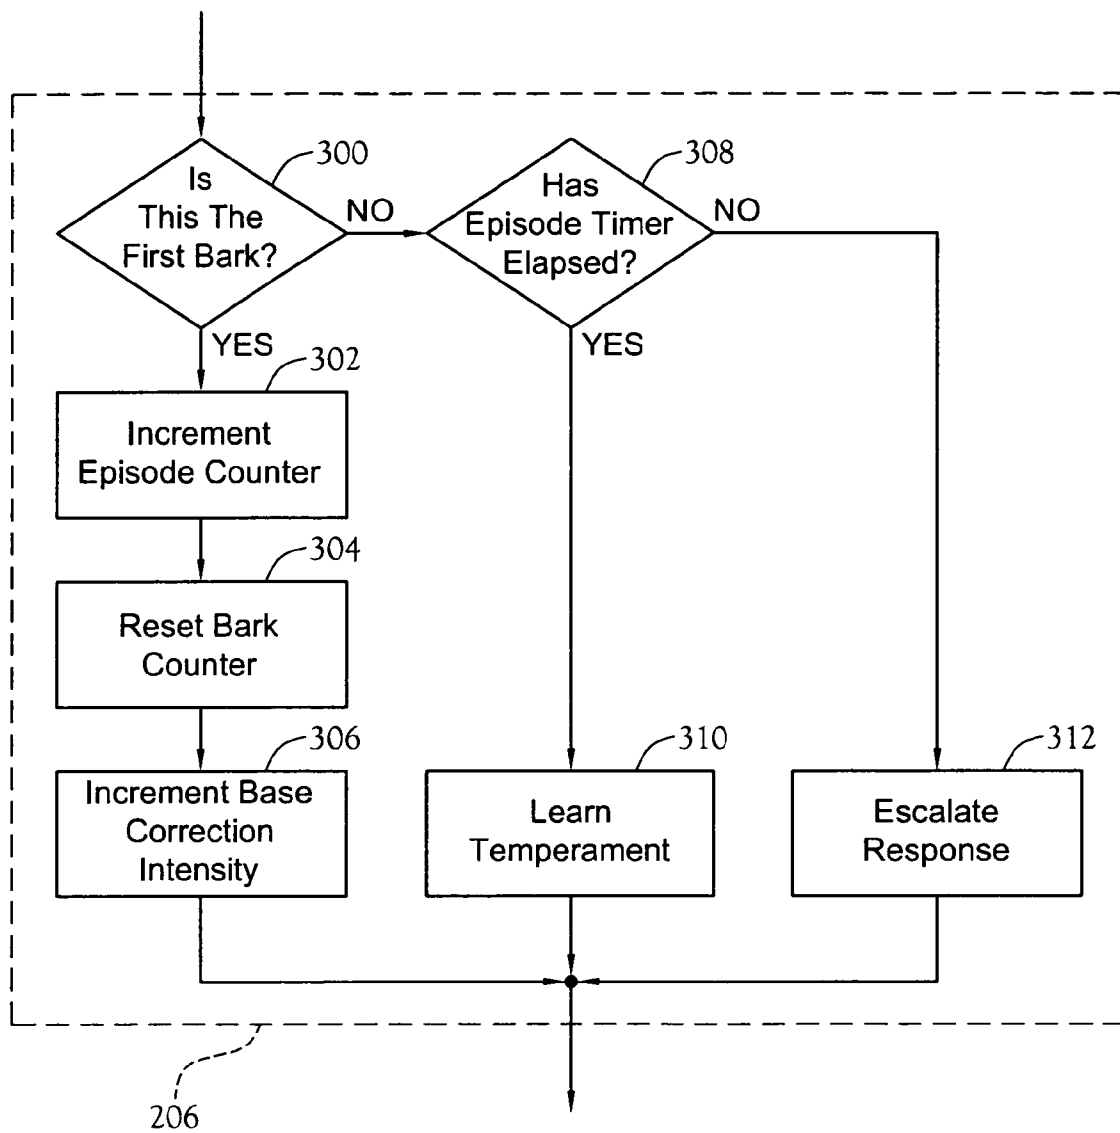 300
Is
This The
First Bark?
NO
YES
308
Has
Episode Timer
Elapsed?
NO
YES
302
Increment
Episode Counter
304
Reset Bark
Counter
306
Increment Base
Correction
Intensity
310
Learn
Temperament
312
Escalate
Response
206